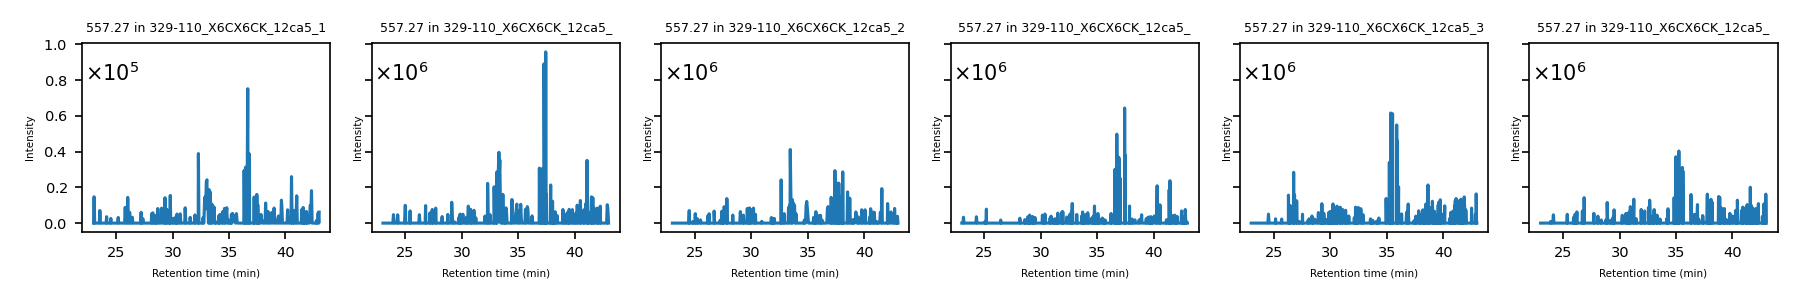 557.27 in 329-110_X6CX6CK_12ca5_1 557.27 in 329-110_X6CX6CK_12ca5_ 557.27 in 329-110_X6CX6CK_12ca5_2 557.27 in 329-110_X6CX6CK_12ca5_ 557.27 in 329-110_X6CX6CK_12ca5_3 557.27 in 329-110_X6CX6CK_12ca5_
1.0
×10⁵ ×10⁶ ×10⁶ ×10⁶ ×10⁶ ×10⁶
0.8
0.6
0.4
0.2
0.0
Intensity Intensity Intensity Intensity Intensity Intensity
25 30 35 40 25 30 35 40 25 30 35 40 25 30 35 40 25 30 35 40 25 30 35 40
Retention time (min) Retention time (min) Retention time (min) Retention time (min) Retention time (min) Retention time (min)